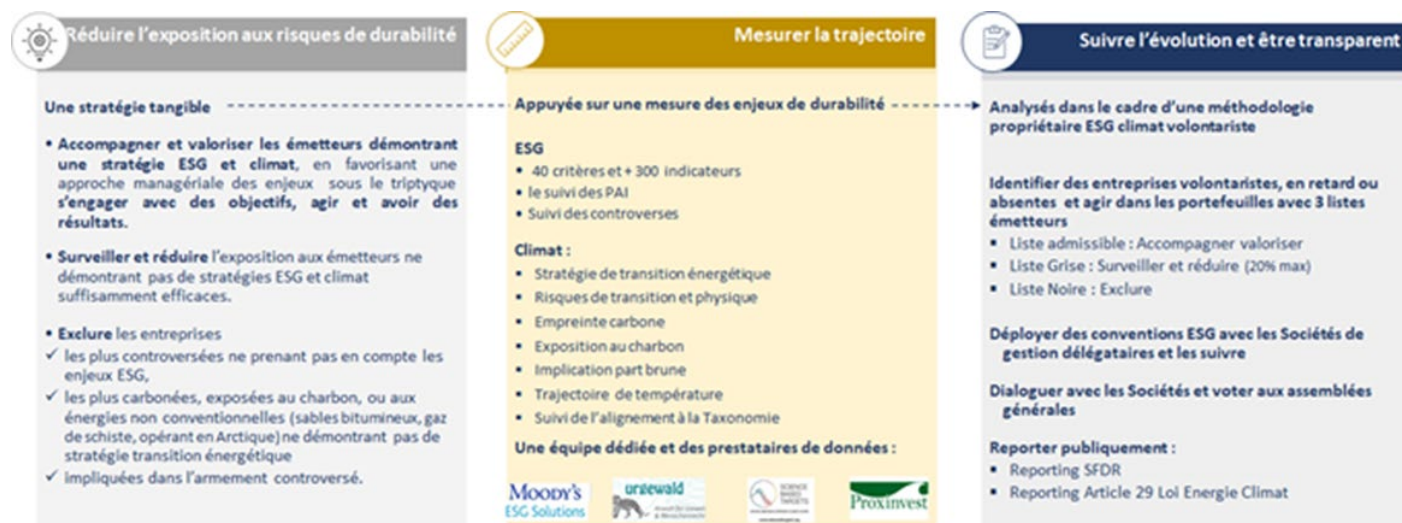 Réduire l'exposition aux risques de durabilité
Une stratégie tangible
• Accompagner et valoriser les émetteurs démontrant
une stratégie ESG et climat, en favorisant une
approche managériale des enjeux sous le triptyque
s'engager avec des objectifs, agir et avoir des
résultats.
• Surveiller et réduire l'exposition aux émetteurs ne
démontrant pas de stratégies ESG et climat
suffisamment efficaces.
• Exclure les entreprises
✓ les plus controversées ne prenant pas en compte les
enjeux ESG,
✓ les plus carbonées, exposées au charbon, ou aux
énergies non conventionnelles (sables bitumineux, gaz
de schiste, opérant en Arctique) ne démontrant pas de
stratégie transition énergétique
✓ impliquées dans l'armement controversé.
Mesurer la trajectoire
Appuyée sur une mesure des enjeux de durabilité
ESG
• 40 critères et + 300 indicateurs
• le suivi des PAI
• Suivi des controverses
Climat :
▪ Stratégie de transition énergétique
▪ Risques de transition et physique
▪ Empreinte carbone
▪ Exposition au charbon
▪ Implication part brune
▪ Trajectoire de température
▪ Suivi de l'alignement à la Taxonomie
Une équipe dédiée et des prestataires de données :
MOODY'S
ESG Solutions
urgewald
SCIENCE
BASED
TARGETS
Proxinvest
Suivre l'évolution et être transparent
Analysés dans le cadre d'une méthodologie
propriétaire ESG climat volontariste
Identifier des entreprises volontaristes, en retard ou
absentes et agir dans les portefeuilles avec 3 listes
émetteurs
▪ Liste admissible : Accompagner valoriser
▪ Liste Grise : Surveiller et réduire (20% max)
▪ Liste Noire : Exclure
Déployer des conventions ESG avec les Sociétés de
gestion délégataires et les suivre
Dialoguer avec les Sociétés et voter aux assemblées
générales
Reporter publiquement :
▪ Reporting SFDR
▪ Reporting Article 29 Loi Energie Climat